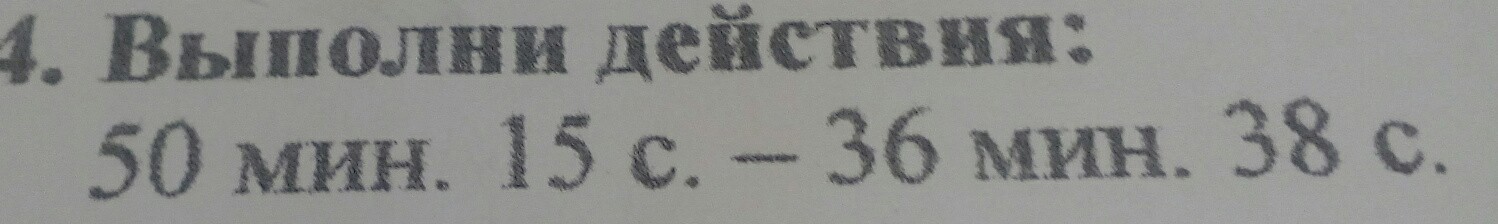 4. Выполни действия:
50 мин. 15 с. – 36 мин. 38 с.